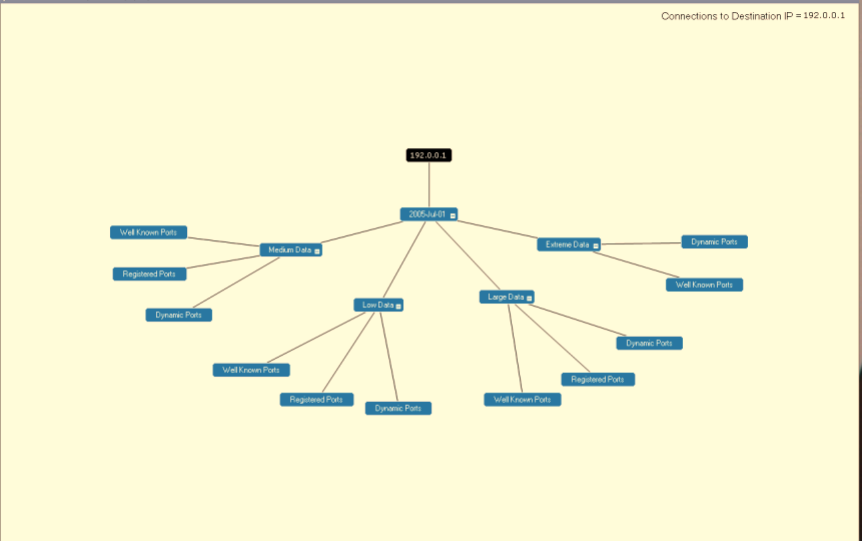 Connections to Destination IP = 192.0.0.1
192.0.0.1
2005-Jul-01
Well Known Ports
Medium Data
Registered Ports
Dynamic Ports
Extreme Data
Dynamic Ports
Well Known Ports
Low Data
Well Known Ports
Registered Ports
Dynamic Ports
Large Data
Dynamic Ports
Registered Ports
Well Known Ports